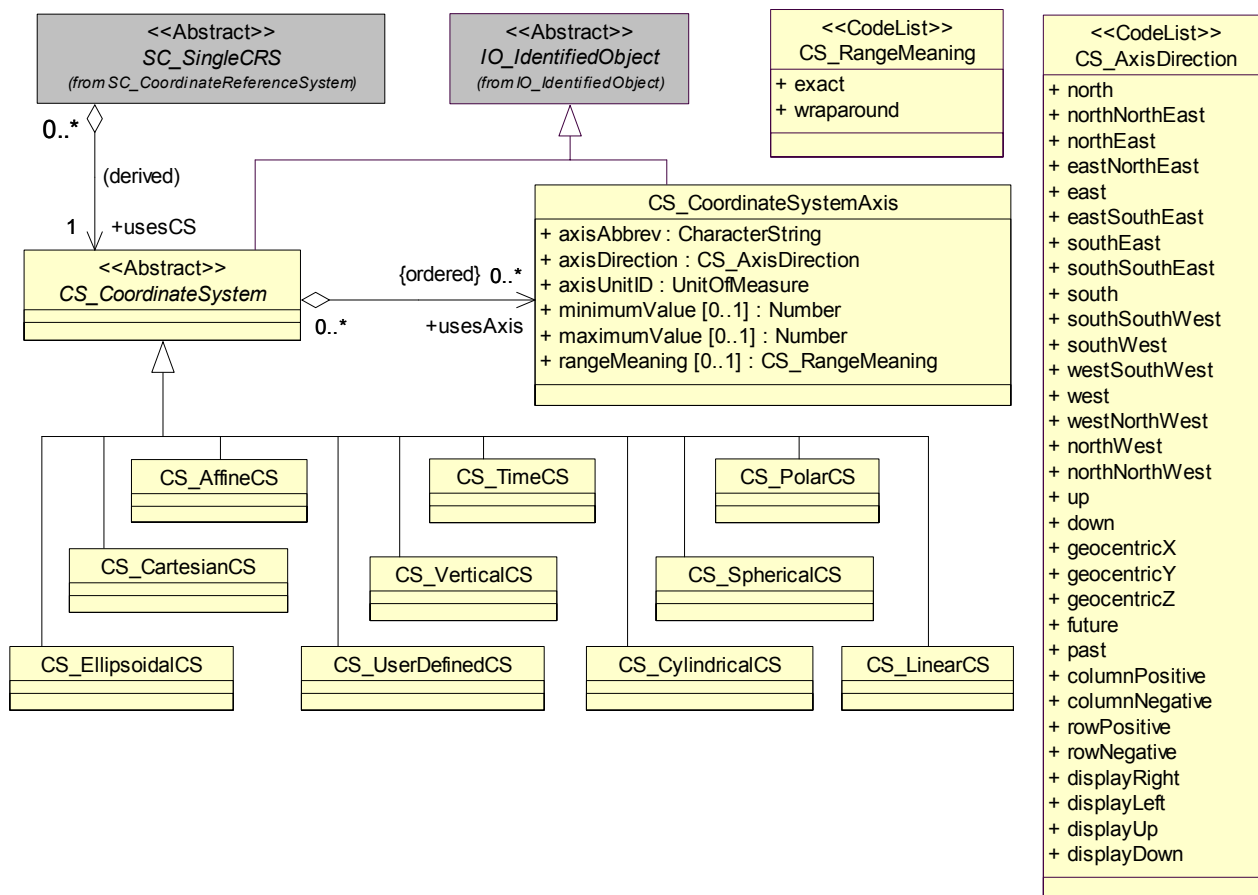 <<Abstract>>
SC_SingleCRS
(from SC_CoordinateReferenceSystem)
<<Abstract>>
IO_IdentifiedObject
(from IO_IdentifiedObject)
<<CodeList>>
CS_RangeMeaning
+ exact
+ wraparound
<<CodeList>>
CS_AxisDirection
+ north
+ northNorthEast
+ northEast
+ eastNorthEast
+ east
+ eastSouthEast
+ southEast
+ southSouthEast
+ south
+ southSouthWest
+ southWest
+ westSouthWest
+ west
+ westNorthWest
+ northWest
+ northNorthWest
+ up
+ down
+ geocentricX
+ geocentricY
+ geocentricZ
+ future
+ past
+ columnPositive
+ columnNegative
+ rowPositive
+ rowNegative
+ displayRight
+ displayLeft
+ displayUp
+ displayDown
0..*
(derived)
1 +usesCS
<<Abstract>>
CS_CoordinateSystem
{ordered} 0..*
0..* +usesAxis
CS_CoordinateSystemAxis
+ axisAbbrev : CharacterString
+ axisDirection : CS_AxisDirection
+ axisUnitID : UnitOfMeasure
+ minimumValue [0..1] : Number
+ maximumValue [0..1] : Number
+ rangeMeaning [0..1] : CS_RangeMeaning
CS_AffineCS
CS_TimeCS
CS_PolarCS
CS_CartesianCS
CS_VerticalCS
CS_SphericalCS
CS_EllipsoidalCS
CS_UserDefinedCS
CS_CylindricalCS
CS_LinearCS